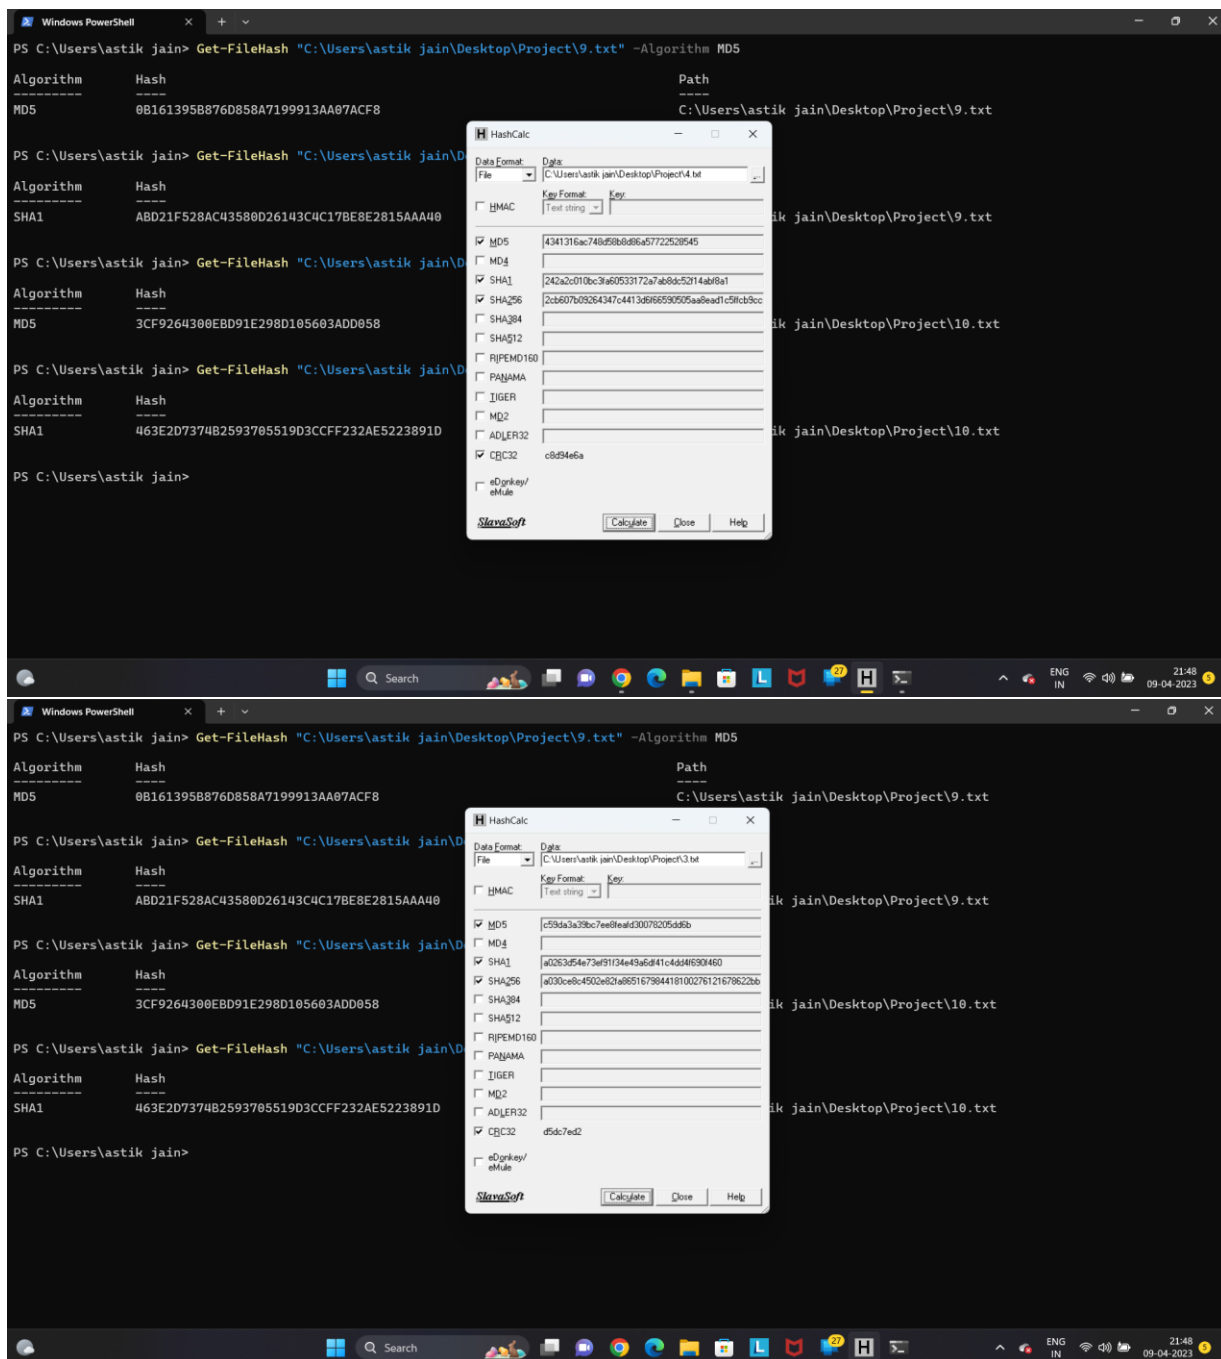 Windows PowerShell
PS C:\Users\astik jain> Get-FileHash "C:\Users\astik jain\Desktop\Project\9.txt" -Algorithm MD5
Algorithm Hash Path
--------- ---- ----
MD5 0B161395B876D858A7199913AA07ACF8 C:\Users\astik jain\Desktop\Project\9.txt
PS C:\Users\astik jain> Get-FileHash "C:\Users\astik jain\D
Algorithm Hash
--------- ----
SHA1 ABD21F528AC43580D26143C4C17BE8E2815AAA40 ik jain\Desktop\Project\9.txt
PS C:\Users\astik jain> Get-FileHash "C:\Users\astik jain\D
Algorithm Hash
--------- ----
MD5 3CF9264300EBD91E298D105603ADD058 ik jain\Desktop\Project\10.txt
PS C:\Users\astik jain> Get-FileHash "C:\Users\astik jain\D
Algorithm Hash
--------- ----
SHA1 463E2D7374B2593705519D3CCFF232AE5223891D ik jain\Desktop\Project\10.txt
PS C:\Users\astik jain>
H HashCalc
Data Format: Data:
File C:\Users\astik jain\Desktop\Project\4.txt ...
Key Format: Key:
HMAC Text string
MD5 4341316ac748d58b8d86a57722528545
MD4
SHA1 242a2c010bc3fa60533172a7ab8dc52f14abf8a1
SHA256 2cb607b09264347c4413d6f66590505aa8ead1c5ffcb9cc
SHA384
SHA512
RIPEMD160
PANAMA
TIGER
MD2
ADLER32
CRC32 c8d94e6a
eDonkey/
eMule
SlavaSoft Calculate Close Help
Search
27
ENG
IN
21:48
09-04-2023
5
Windows PowerShell
PS C:\Users\astik jain> Get-FileHash "C:\Users\astik jain\Desktop\Project\9.txt" -Algorithm MD5
Algorithm Hash Path
--------- ---- ----
MD5 0B161395B876D858A7199913AA07ACF8 C:\Users\astik jain\Desktop\Project\9.txt
PS C:\Users\astik jain> Get-FileHash "C:\Users\astik jain\D
Algorithm Hash
--------- ----
SHA1 ABD21F528AC43580D26143C4C17BE8E2815AAA40 ik jain\Desktop\Project\9.txt
PS C:\Users\astik jain> Get-FileHash "C:\Users\astik jain\D
Algorithm Hash
--------- ----
MD5 3CF9264300EBD91E298D105603ADD058 ik jain\Desktop\Project\10.txt
PS C:\Users\astik jain> Get-FileHash "C:\Users\astik jain\D
Algorithm Hash
--------- ----
SHA1 463E2D7374B2593705519D3CCFF232AE5223891D ik jain\Desktop\Project\10.txt
PS C:\Users\astik jain>
H HashCalc
Data Format: Data:
File C:\Users\astik jain\Desktop\Project\3.txt ...
Key Format: Key:
HMAC Text string
MD5 c59da3a39bc7ee8feafd30078205dd6b
MD4
SHA1 a0263d54e73ef91f34e49a6df41c4dd4f690f460
SHA256 a030ce8c4502e82fa865167984418100276121678622bb
SHA384
SHA512
RIPEMD160
PANAMA
TIGER
MD2
ADLER32
CRC32 d5dc7ed2
eDonkey/
eMule
SlavaSoft Calculate Close Help
Search
27
ENG
IN
21:48
09-04-2023
5